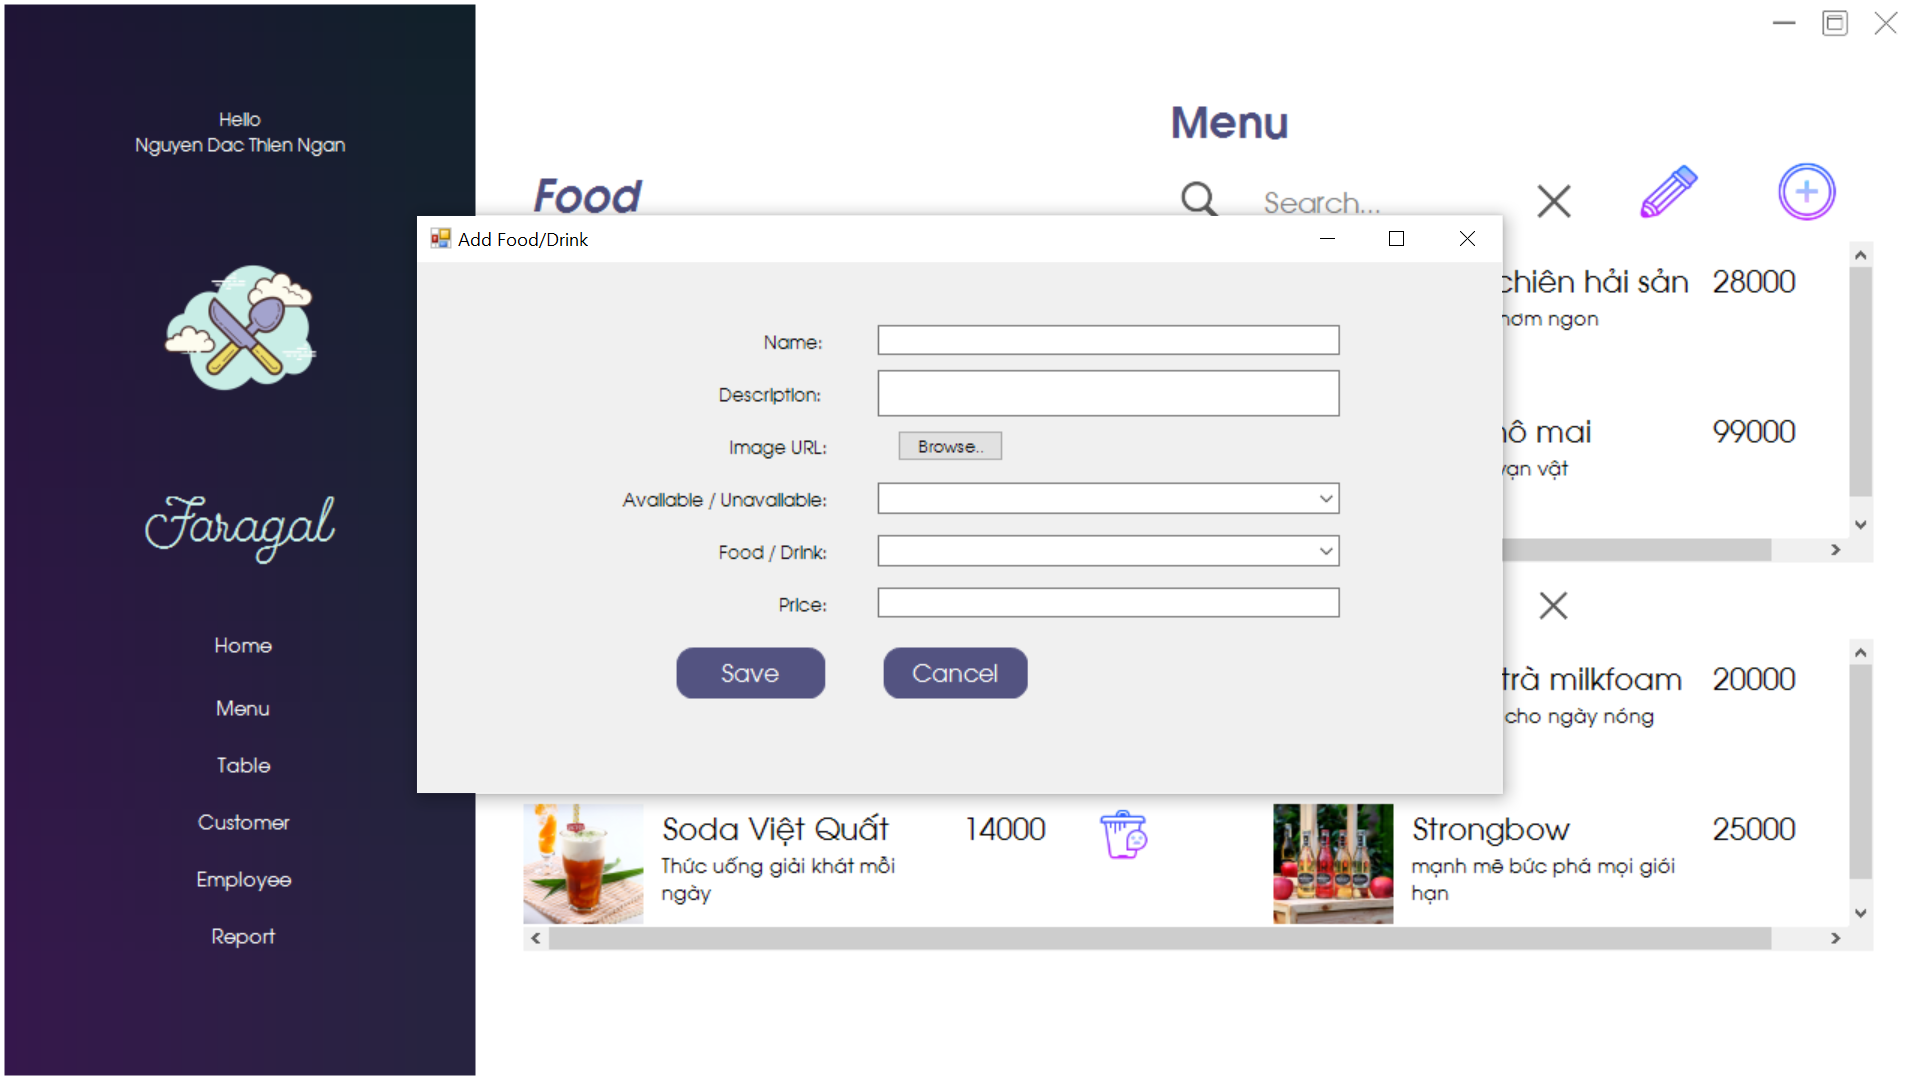 Hello
Nguyen Dac Thien Ngan
Faragal
Home
Menu
Table
Customer
Employee
Report
Menu
Food
Search...
Add Food/Drink
Name:
Description:
Image URL:
Browse..
Available / Unavailable:
Food / Drink:
Price:
Save
Cancel
chiên hải sản 28000
ngon
mai 99000
vật
trà milkfoam 20000
cho ngày nóng
Soda Việt Quất 14000
Thức uống giải khát mỗi
ngày
Strongbow 25000
mạnh mẽ bức phá mọi giới
hạn